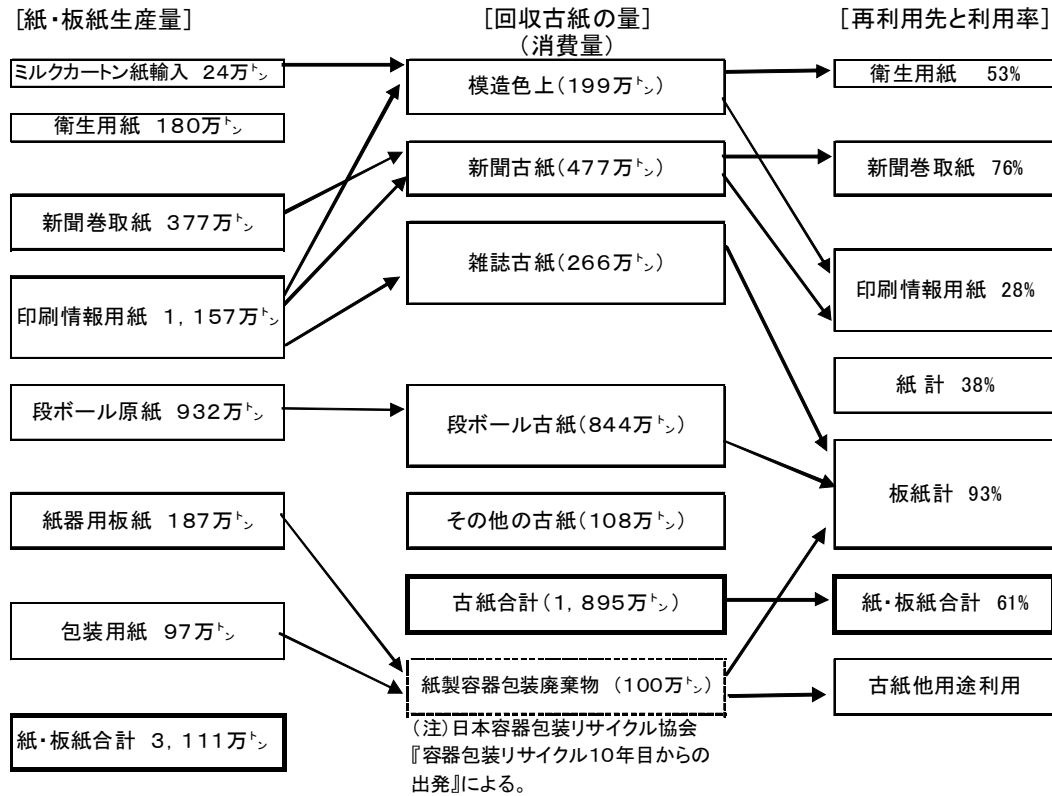 [紙・板紙生産量]
ミルクカートン紙輸入 24万㌧
衛生用紙 180万㌧
新聞巻取紙 377万㌧
印刷情報用紙 1,157万㌧
段ボール原紙 932万㌧
紙器用板紙 187万㌧
包装用紙 97万㌧
紙・板紙合計 3,111万㌧
[回収古紙の量]
(消費量)
模造色上(199万㌧)
新聞古紙(477万㌧)
雑誌古紙(266万㌧)
段ボール古紙(844万㌧)
その他の古紙(108万㌧)
古紙合計(1,895万㌧)
紙製容器包装廃棄物 (100万㌧)
(注)日本容器包装リサイクル協会
『容器包装リサイクル10年目からの
出発』による。
[再利用先と利用率]
衛生用紙 53%
新聞巻取紙 76%
印刷情報用紙 28%
紙 計 38%
板紙計 93%
紙・板紙合計 61%
古紙他用途利用